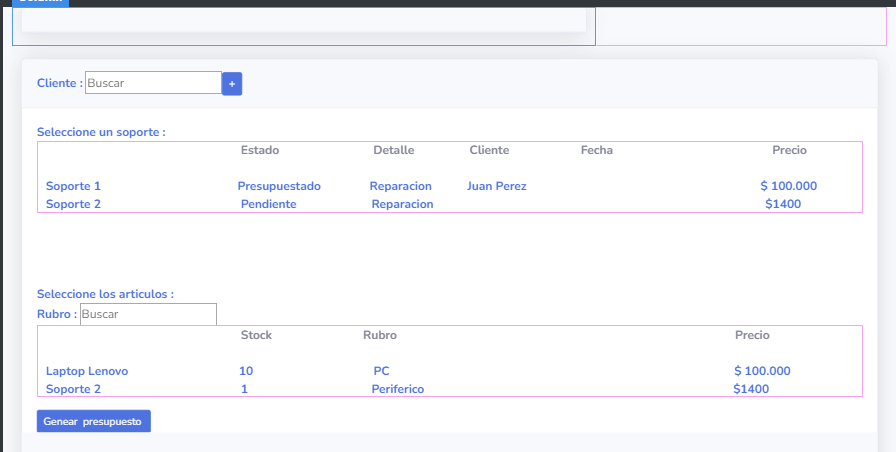 Cliente : Buscar +
Seleccione un soporte :
Estado Detalle Cliente Fecha Precio
Soporte 1 Presupuestado Reparacion Juan Perez $ 100.000
Soporte 2 Pendiente Reparacion $1400
Seleccione los articulos :
Rubro : Buscar
Stock Rubro Precio
Laptop Lenovo 10 PC $ 100.000
Soporte 2 1 Periferico $1400
Genear presupuesto